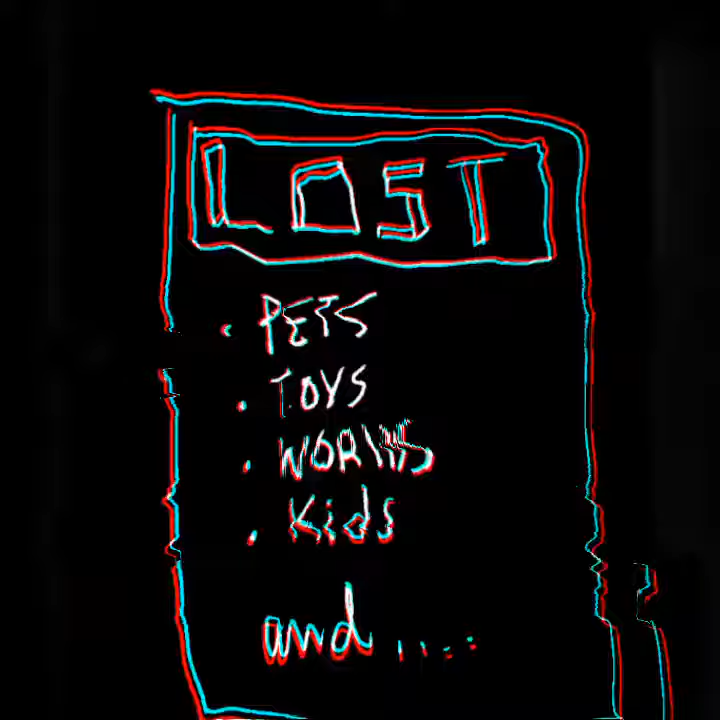 LOST
• PETS
• TOYS
• WORMS
• Kids
and.....